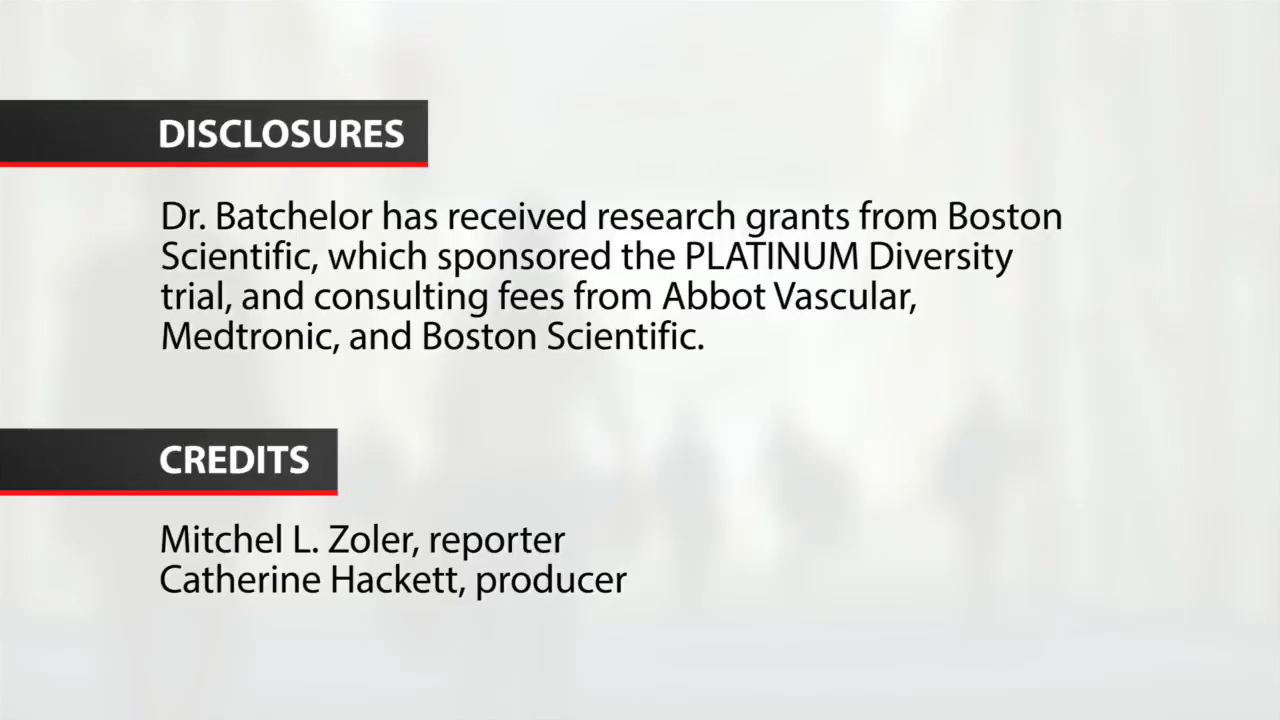 DISCLOSURES
Dr. Batchelor has received research grants from Boston
Scientific, which sponsored the PLATINUM Diversity
trial, and consulting fees from Abbot Vascular,
Medtronic, and Boston Scientific.
CREDITS
Mitchel L. Zoler, reporter
Catherine Hackett, producer